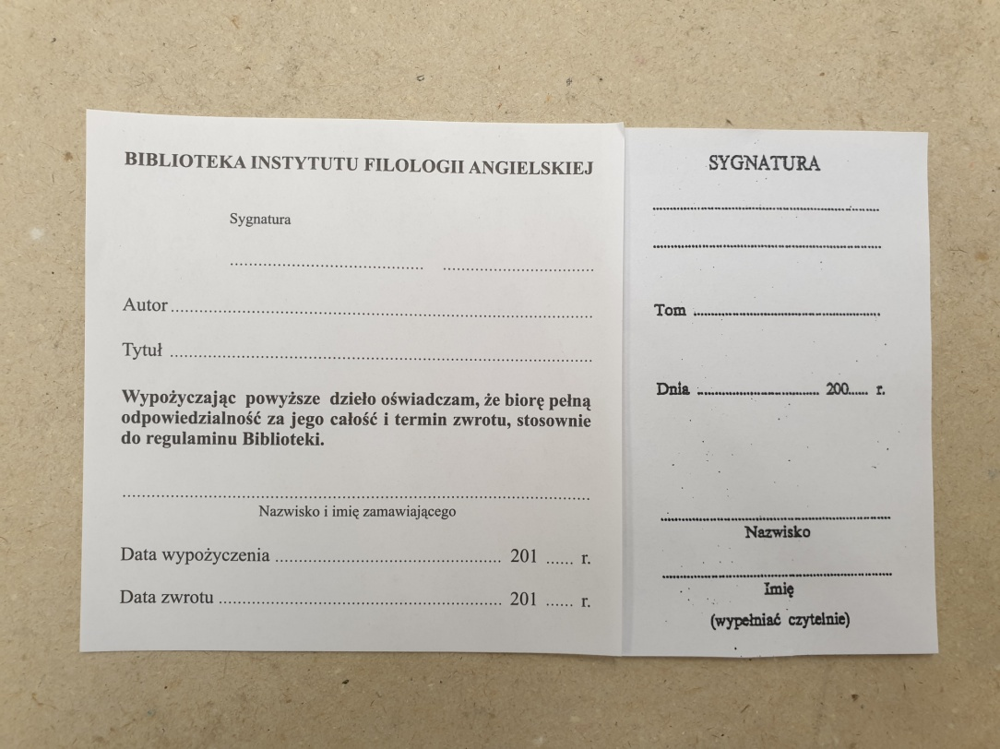 BIBLIOTEKA INSTYTUTU FILOLOGII ANGIELSKIEJ
Sygnatura
.......................................... .................................
Autor ............................................................................................
Tytuł ............................................................................................
Wypożyczając powyższe dzieło oświadczam, że biorę pełną
odpowiedzialność za jego całość i termin zwrotu, stosownie
do regulaminu Biblioteki.
......................................................................................................
Nazwisko i imię zamawiającego
Data wypożyczenia ................................................. 201 ...... r.
Data zwrotu ............................................................. 201 ...... r.
SYGNATURA
..................................................
..................................................
Tom ..........................................
Dnia ........................... 200..... r.
..................................................
Nazwisko
..................................................
Imię
(wypełniać czytelnie)